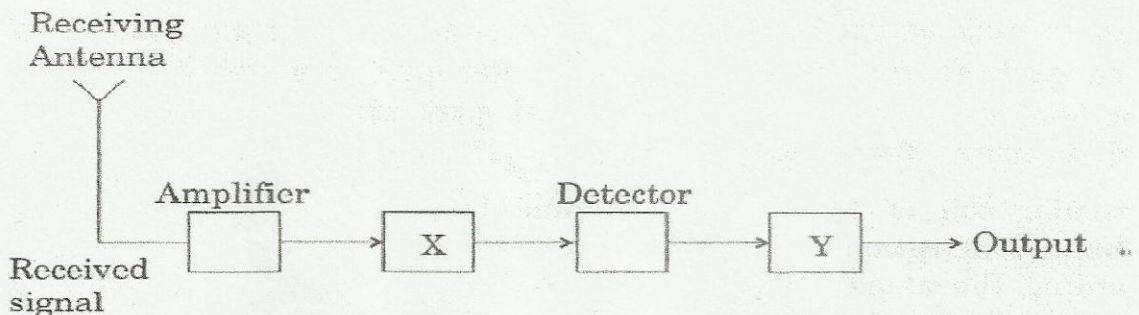 Receiving
Antenna
Amplifier
Detector
X
Y
Output
Received
signal